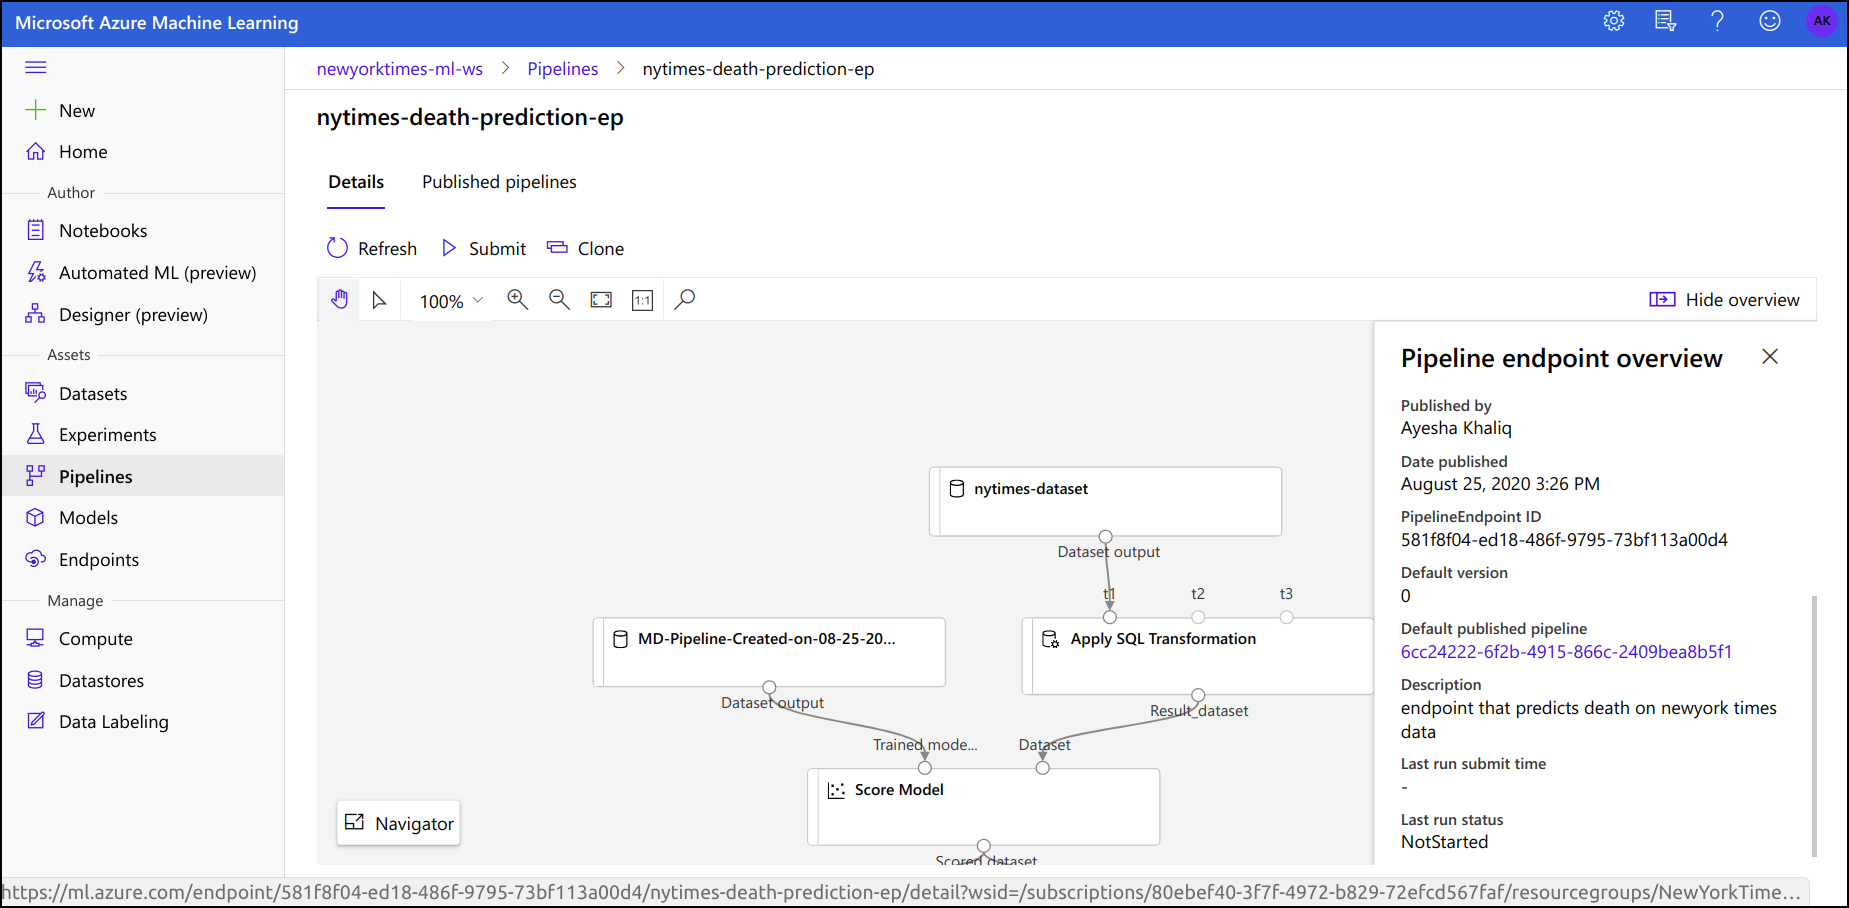 Microsoft Azure Machine Learning
AK
newyorktimes-ml-ws > Pipelines > nytimes-death-prediction-ep
New
Home
Author
Notebooks
Automated ML (preview)
Designer (preview)
Assets
Datasets
Experiments
Pipelines
Models
Endpoints
Manage
Compute
Datastores
Data Labeling
nytimes-death-prediction-ep
Details Published pipelines
Refresh Submit Clone
100% 1:1 Hide overview
nytimes-dataset
Dataset output
t1 t2 t3
MD-Pipeline-Created-on-08-25-20...
Apply SQL Transformation
Dataset output
Result_dataset
Trained mode... Dataset
Score Model
Scored dataset
Navigator
Pipeline endpoint overview
Published by
Ayesha Khaliq
Date published
August 25, 2020 3:26 PM
PipelineEndpoint ID
581f8f04-ed18-486f-9795-73bf113a00d4
Default version
0
Default published pipeline
6cc24222-6f2b-4915-866c-2409bea8b5f1
Description
endpoint that predicts death on newyork times
data
Last run submit time
-
Last run status
NotStarted
https://ml.azure.com/endpoint/581f8f04-ed18-486f-9795-73bf113a00d4/nytimes-death-prediction-ep/detail?wsid=/subscriptions/80ebef40-3f7f-4972-b829-72efcd567faf/resourcegroups/NewYorkTime...